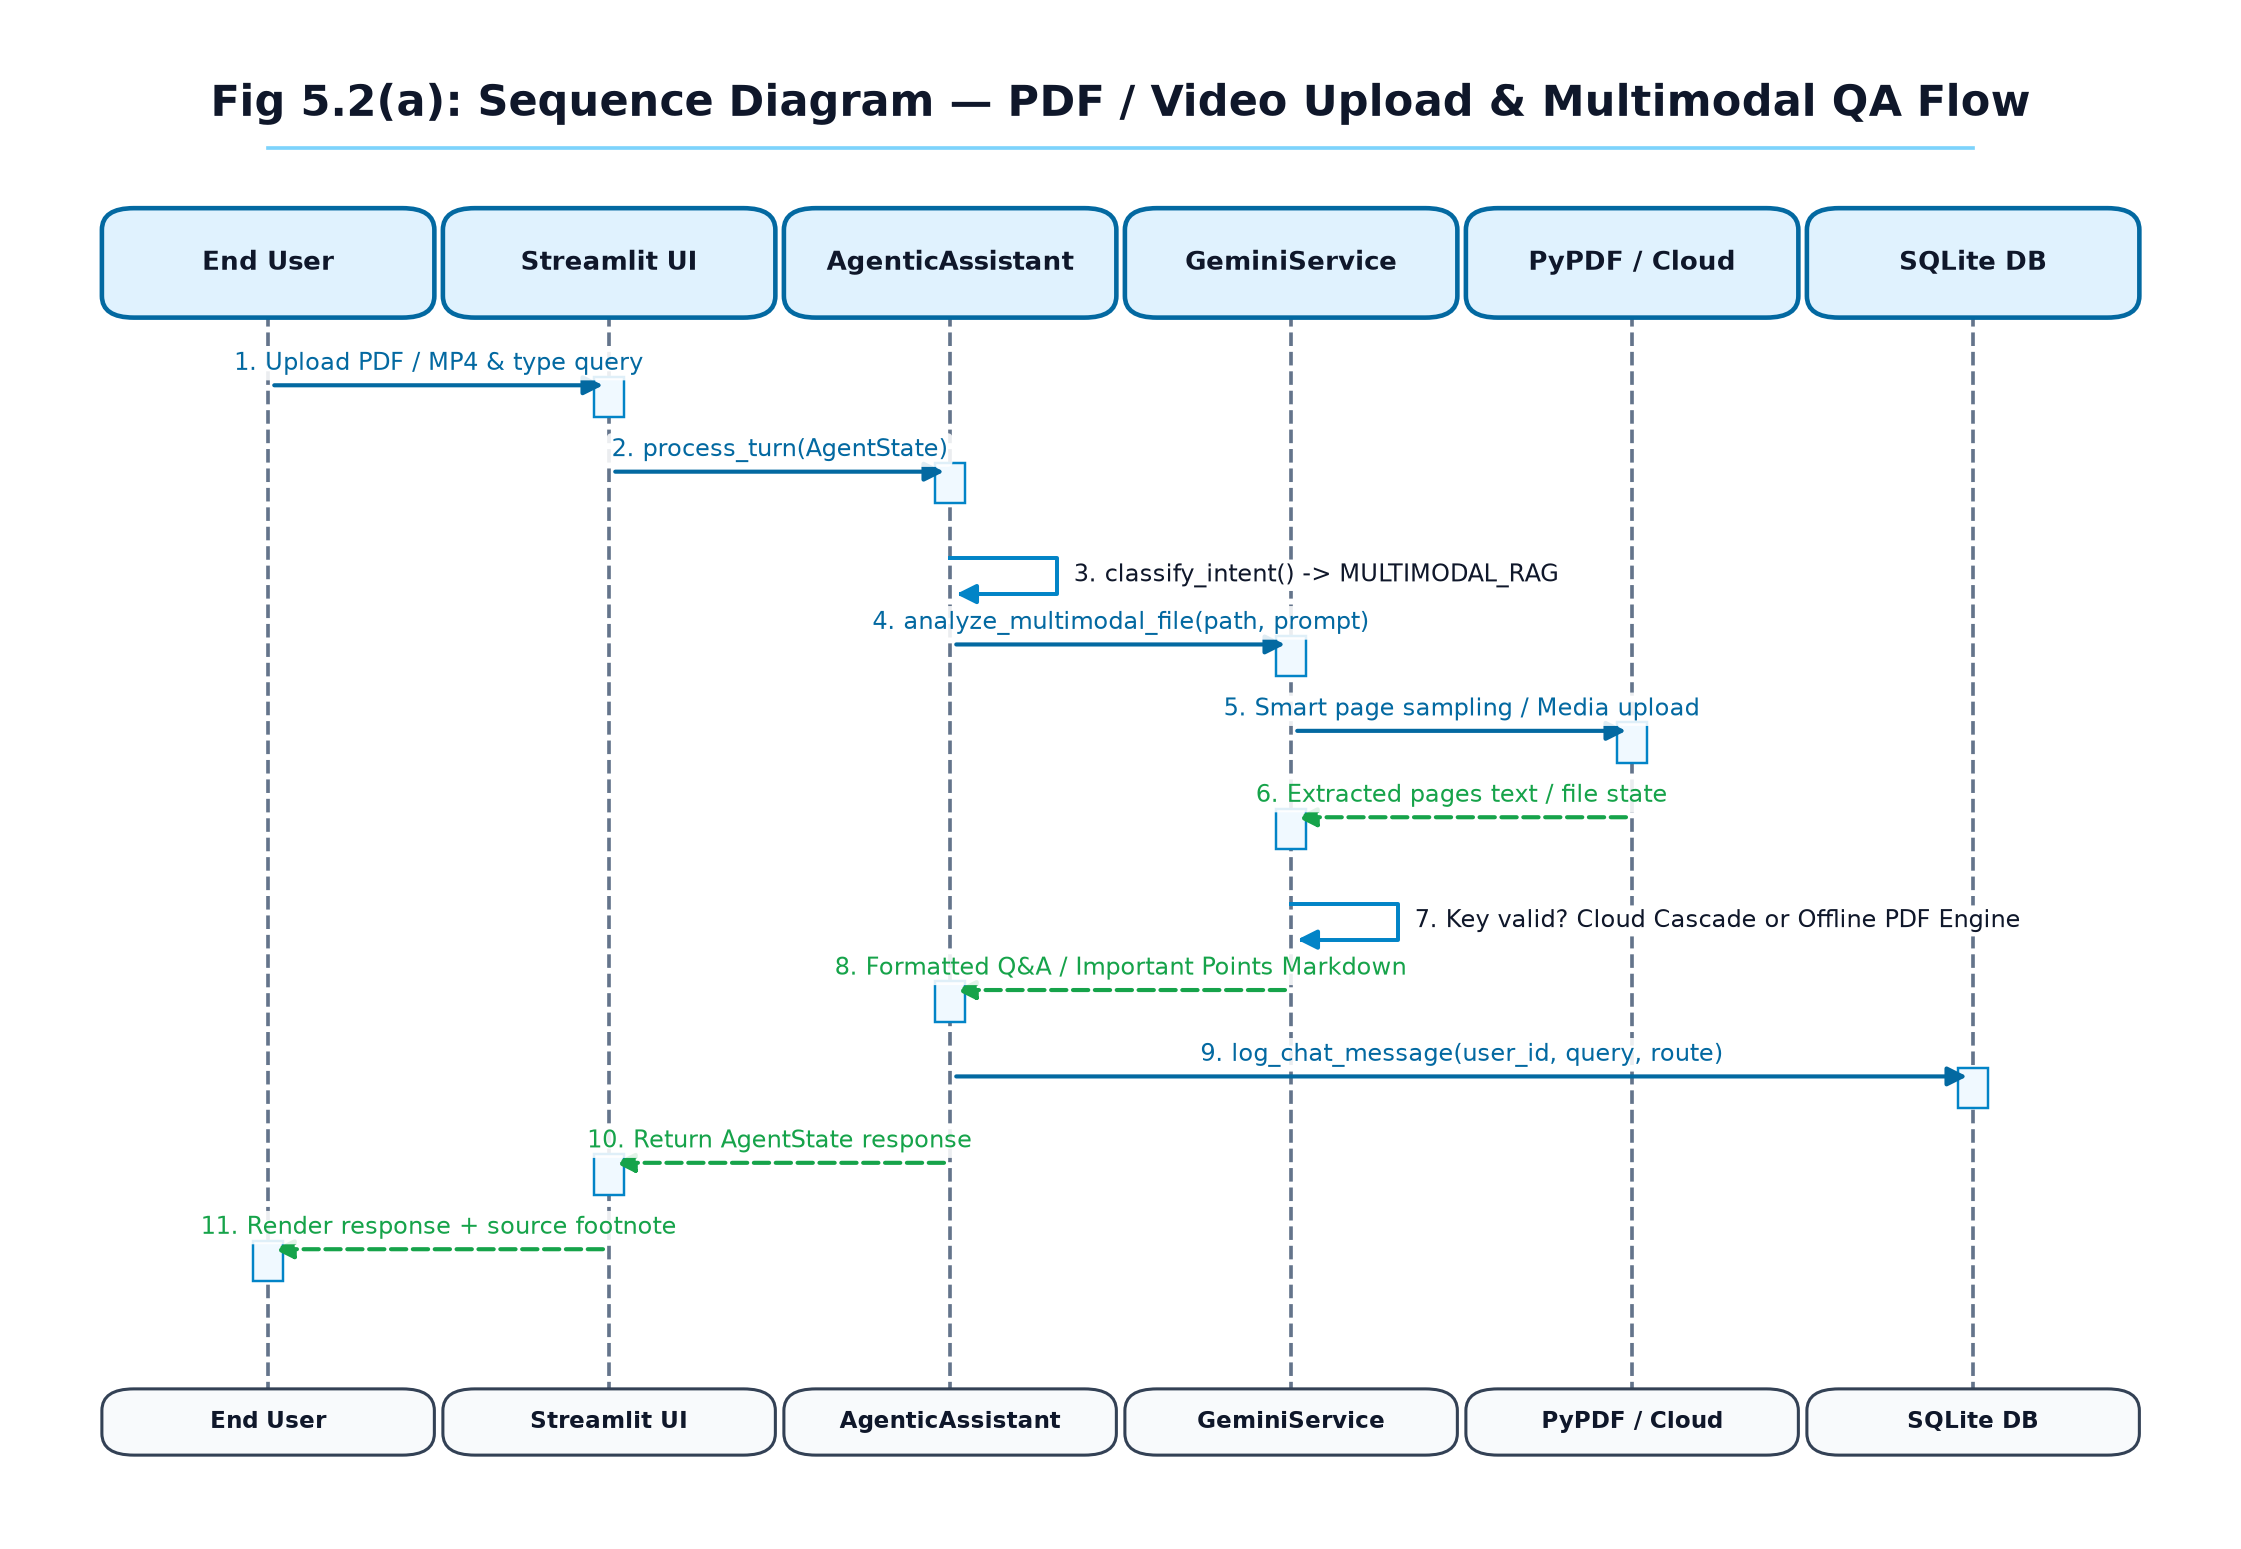 Fig 5.2(a): Sequence Diagram — PDF / Video Upload & Multimodal QA Flow
End User
Streamlit UI
AgenticAssistant
GeminiService
PyPDF / Cloud
SQLite DB
1. Upload PDF / MP4 & type query
2. process_turn(AgentState)
3. classify_intent() -> MULTIMODAL_RAG
4. analyze_multimodal_file(path, prompt)
5. Smart page sampling / Media upload
6. Extracted pages text / file state
7. Key valid? Cloud Cascade or Offline PDF Engine
8. Formatted Q&A / Important Points Markdown
9. log_chat_message(user_id, query, route)
10. Return AgentState response
11. Render response + source footnote
End User
Streamlit UI
AgenticAssistant
GeminiService
PyPDF / Cloud
SQLite DB